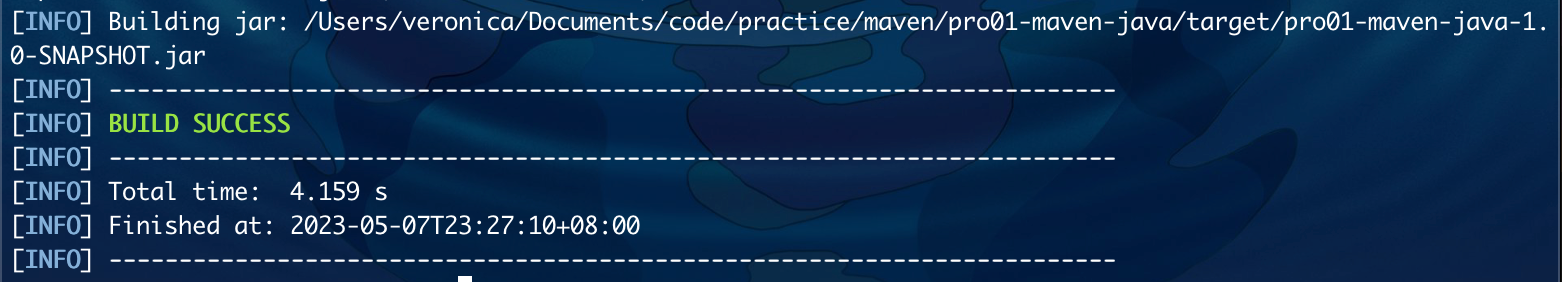 [INFO] Building jar: /Users/veronica/Documents/code/practice/maven/pro01-maven-java/target/pro01-maven-java-1.
0-SNAPSHOT.jar
[INFO] ------------------------------------------------------------------------
[INFO] BUILD SUCCESS
[INFO] ------------------------------------------------------------------------
[INFO] Total time:  4.159 s
[INFO] Finished at: 2023-05-07T23:27:10+08:00
[INFO] ------------------------------------------------------------------------